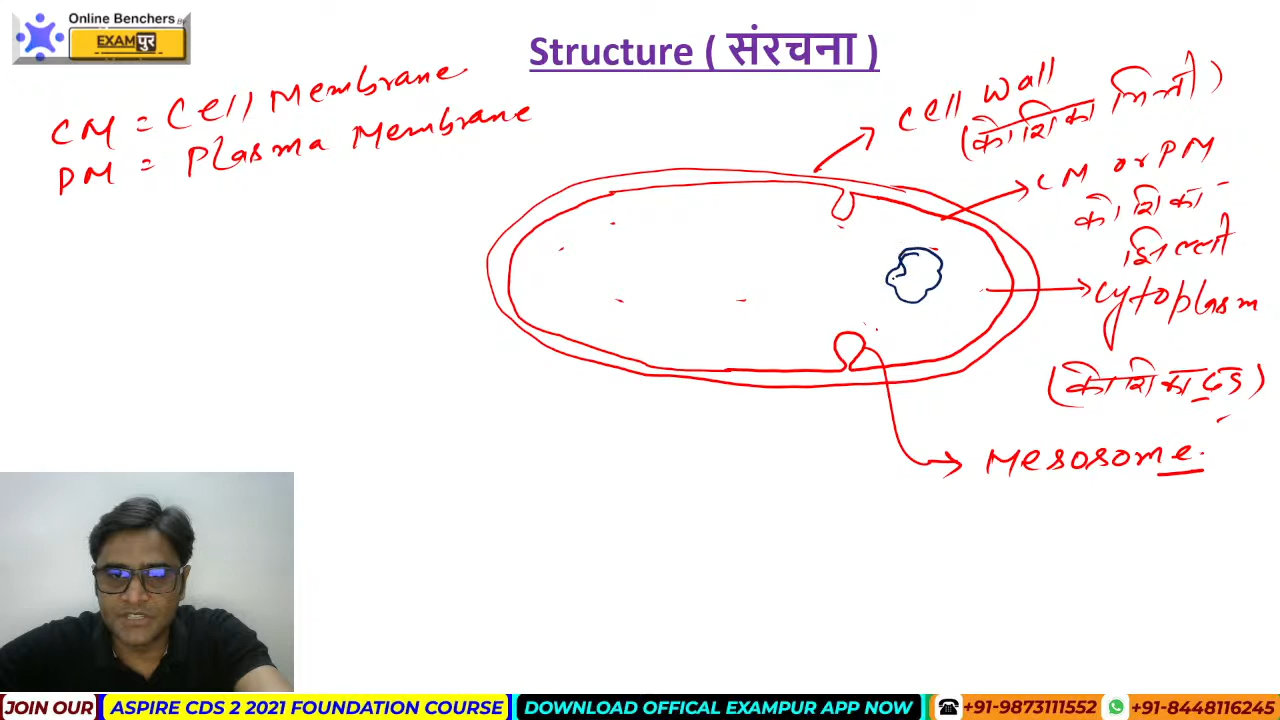 Online Benchers By
EXAMपुर
Structure ( संरचना )
CM = Cell Membrane
PM = Plasma Membrane
Cell Wall
(कोशिका भित्ती)
CM or PM
कोशिका
झिल्ली
Cytoplasm
(कोशिका द्रव्य)
Mesosome.
JOIN OUR ASPIRE CDS 2 2021 FOUNDATION COURSE DOWNLOAD OFFICAL EXAMPUR APP NOW +91-9873111552 +91-8448116245